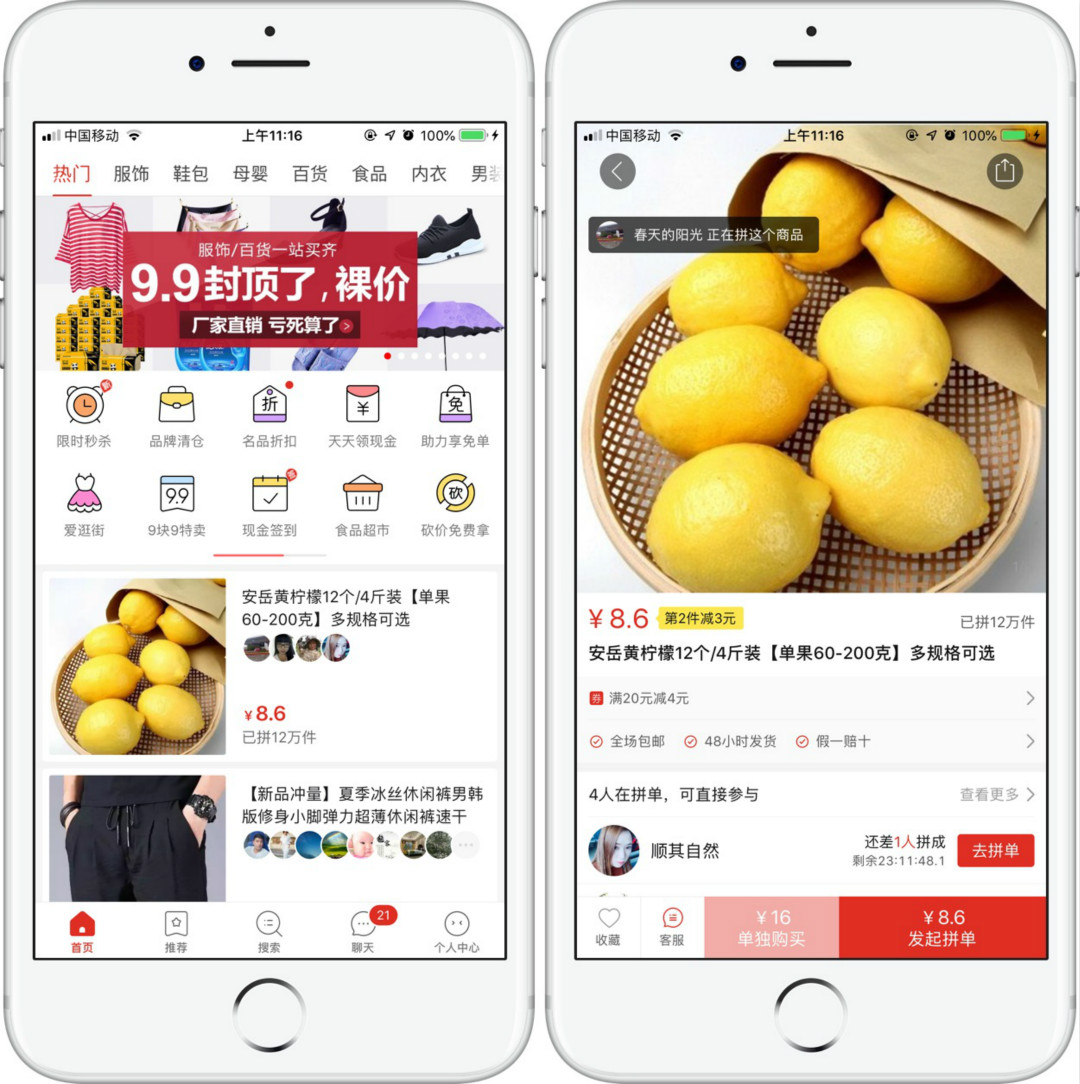 中国移动
上午11:16
100%
热门
服饰
鞋包
母婴
百货
食品
内衣
男装
服饰/百货一站买齐
9.9封顶了，裸价
厂家直销 亏死算了
限时秒杀
品牌清仓
折
名品折扣
¥
天天领现金
免
助力享免单
爱逛街
9.9
9块9特卖
现金签到
食品超市
砍
砍价免费拿
安岳黄柠檬12个/4斤装【单果
60-200克】多规格可选
¥8.6
已拼12万件
【新品冲量】夏季冰丝休闲裤男韩
版修身小脚弹力超薄休闲裤速干
首页
推荐
搜索
21
聊天
个人中心
中国移动
上午11:16
100%
春天的阳光 正在拼这个商品
¥8.6
第2件减3元
已拼12万件
安岳黄柠檬12个/4斤装【单果60-200克】多规格可选
券
满20元减4元
全场包邮
48小时发货
假一赔十
4人在拼单，可直接参与
查看更多
顺其自然
还差1人拼成
剩余23:11:48.1
去拼单
收藏
客服
¥16
单独购买
¥8.6
发起拼单